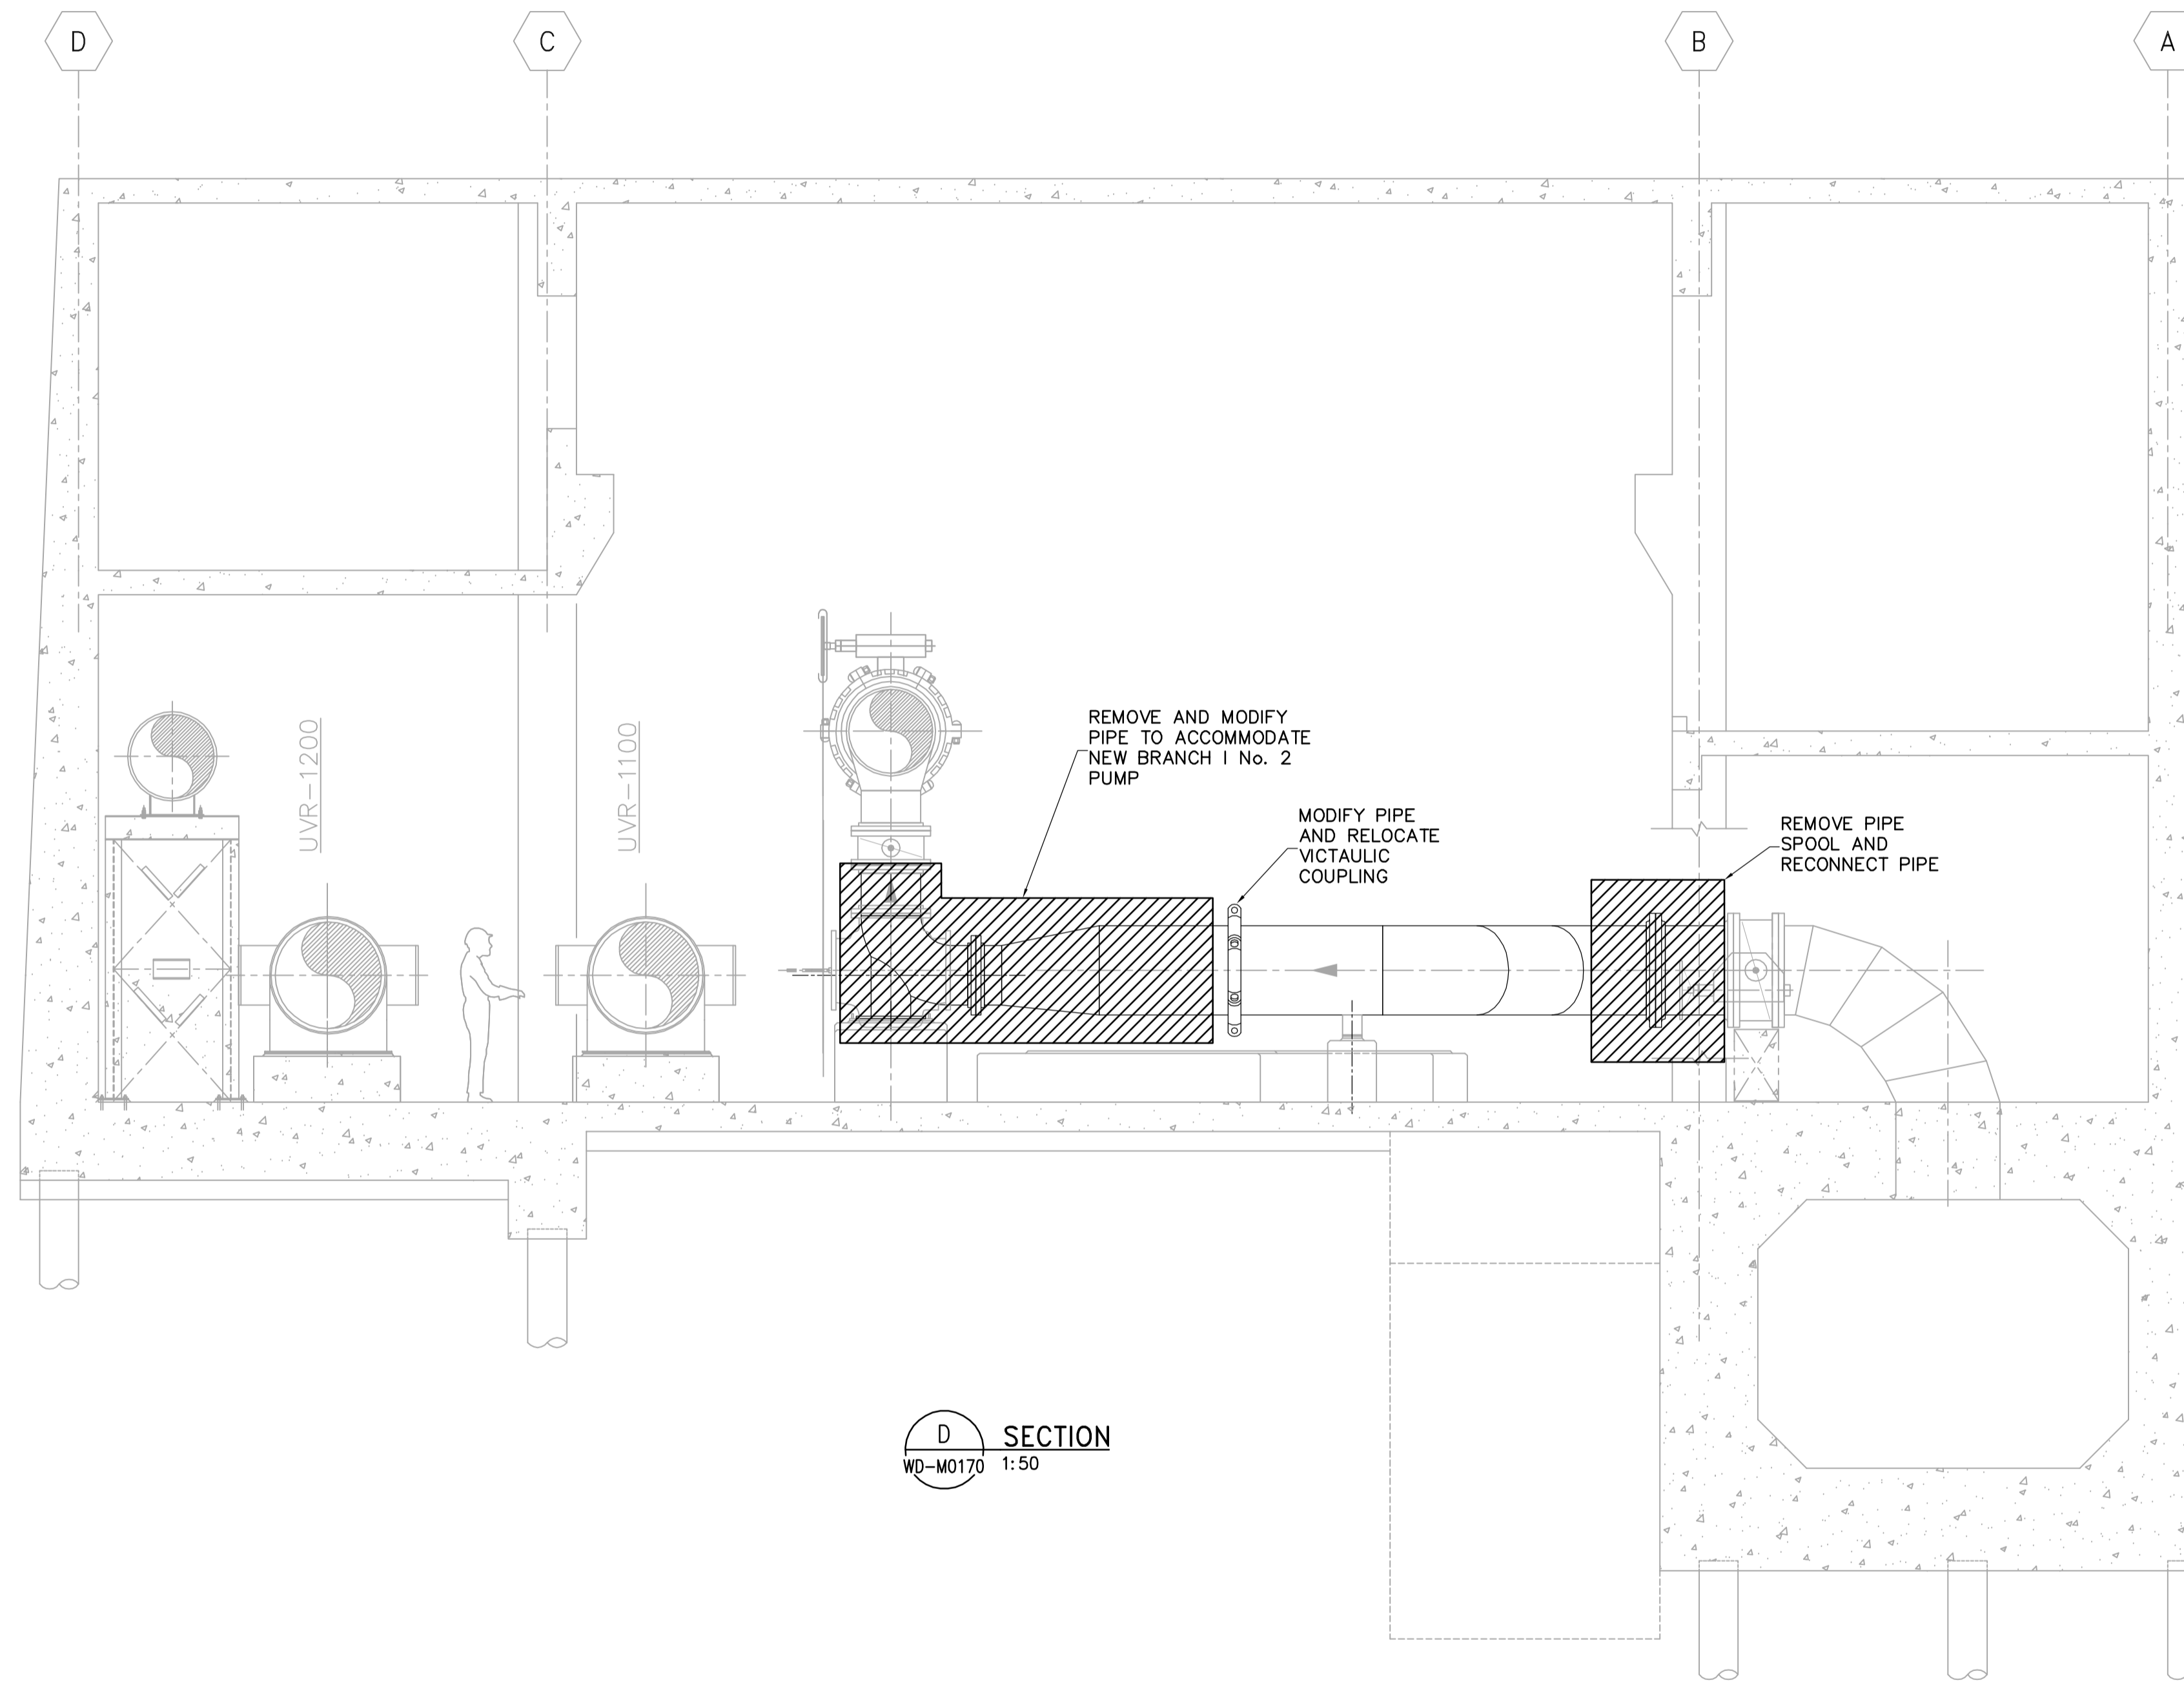 D
C
B
A
UVR-1200
UVR-1100
REMOVE AND MODIFY
PIPE TO ACCOMMODATE
NEW BRANCH I No. 2
PUMP
MODIFY PIPE
AND RELOCATE
VICTAULIC
COUPLING
REMOVE PIPE
SPOOL AND
RECONNECT PIPE
D
WD-M0170
SECTION
1:50